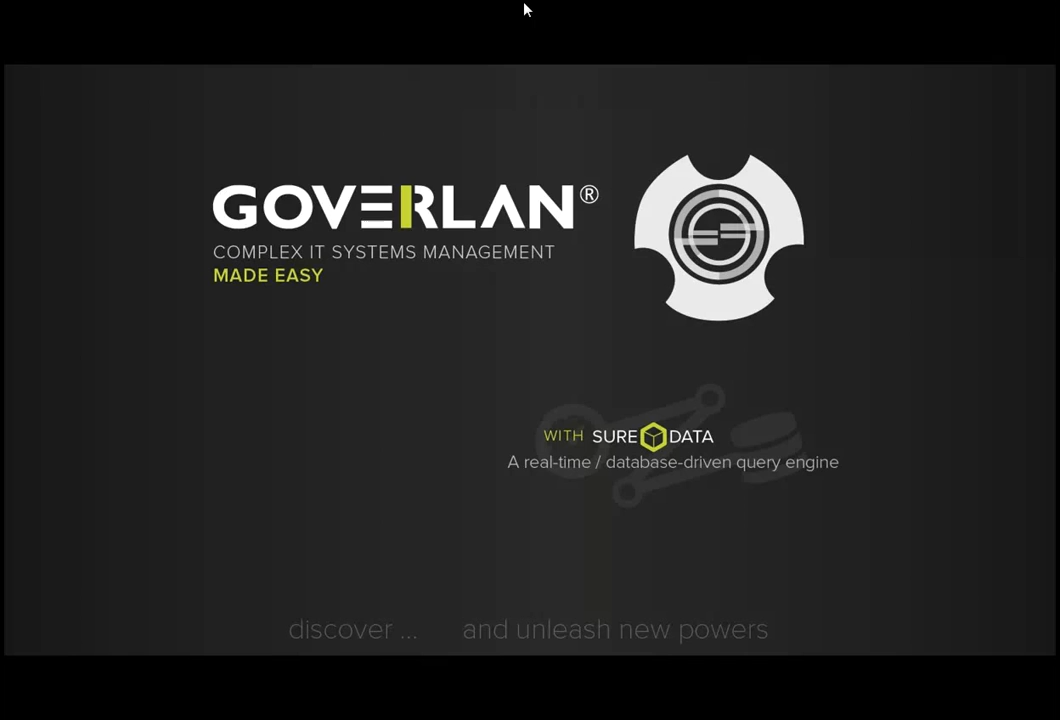 GOVERLAN®
COMPLEX IT SYSTEMS MANAGEMENT
MADE EASY
WITH SURE DATA
A real-time / database-driven query engine
discover ... and unleash new powers